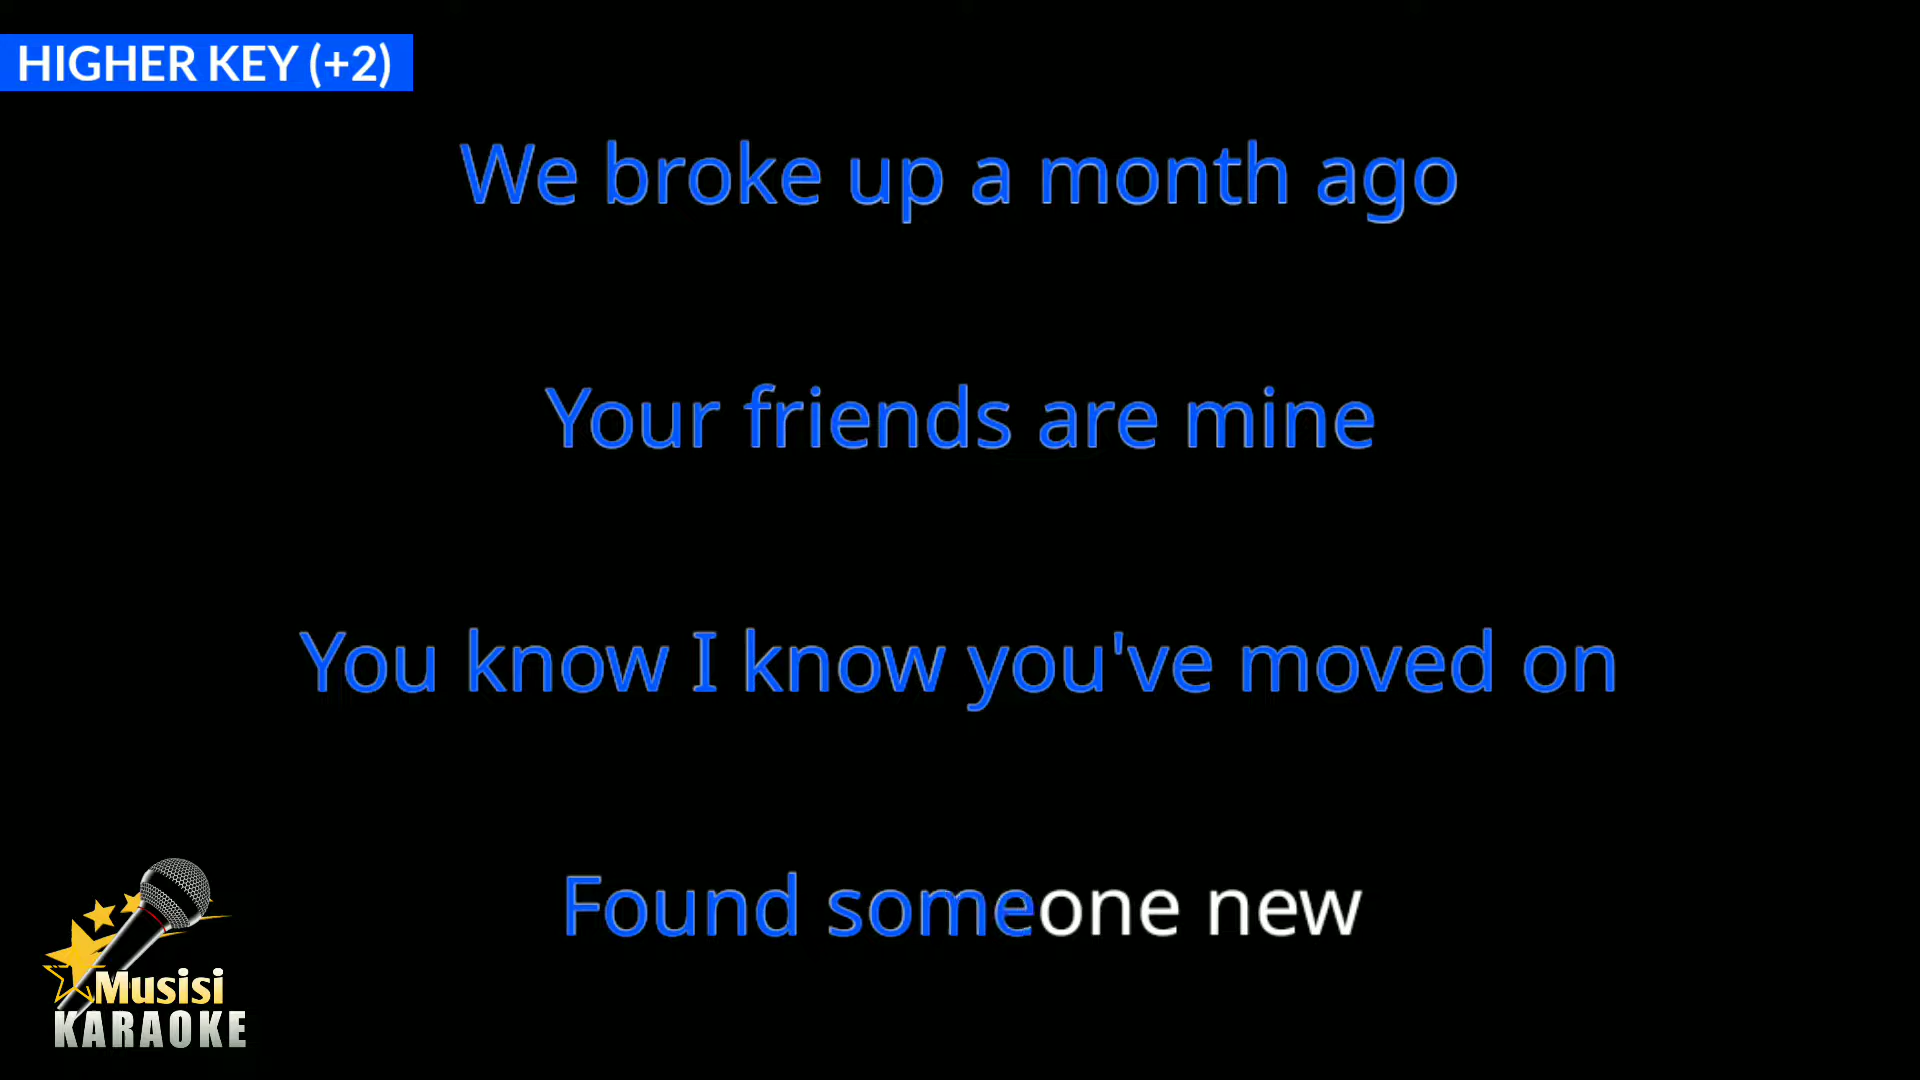 HIGHER KEY (+2)
We broke up a month ago
Your friends are mine
You know I know you've moved on
Found someone new
Musisi
KARAOKE